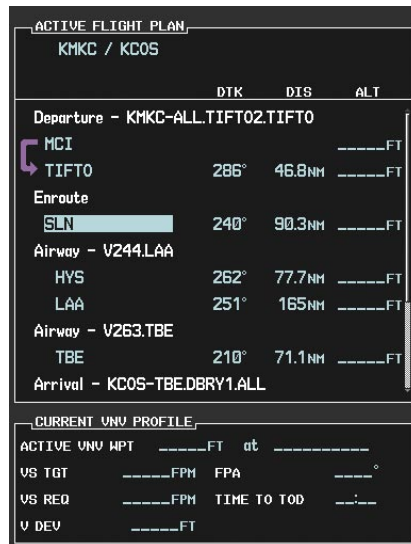 ACTIVE FLIGHT PLAN
KMKC / KCOS
DTK DIS ALT
Departure - KMKC-ALL.TIFTO2.TIFTO
MCI _____FT
TIFTO 286° 46.8NM _____FT
Enroute
SLN 240° 90.3NM _____FT
Airway - V244.LAA
HYS 262° 77.7NM _____FT
LAA 251° 165NM _____FT
Airway - V263.TBE
TBE 210° 71.1NM _____FT
Arrival - KCOS-TBE.DBRY1.ALL
CURRENT VNV PROFILE
ACTIVE VNV WPT _____FT at __________
VS TGT _____FPM FPA ____°
VS REQ _____FPM TIME TO TOD __:__
V DEV _____FT